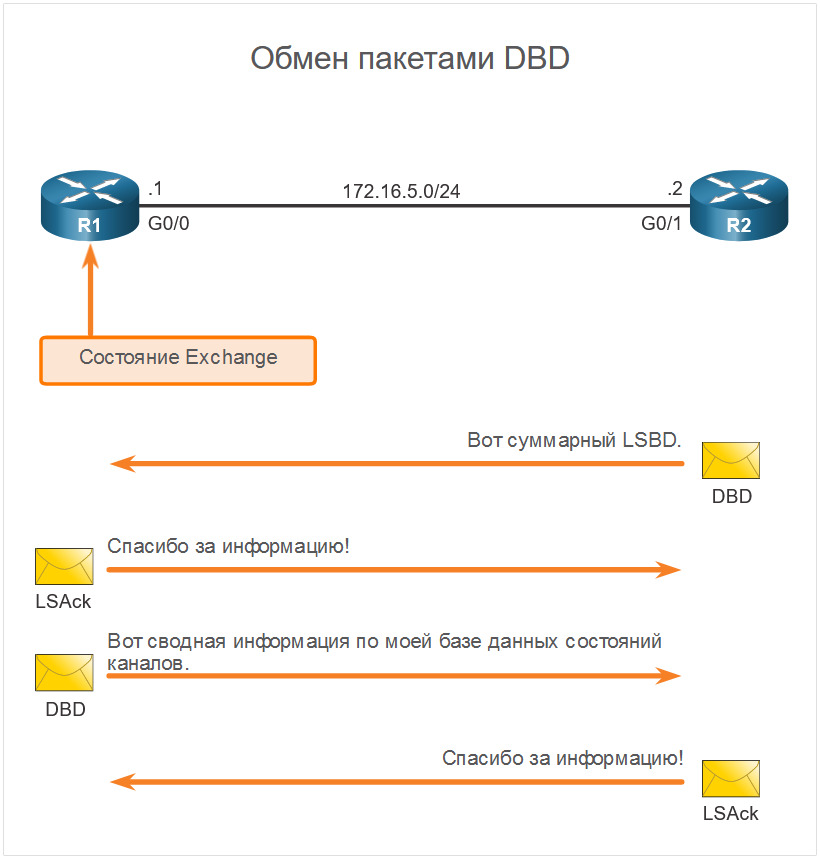 Обмен пакетами DBD
.1
172.16.5.0/24
.2
R1
G0/0
G0/1
R2
Состояние Exchange
Вот суммарный LSBD.
DBD
Спасибо за информацию!
LSAck
Вот сводная информация по моей базе данных состояний
каналов.
DBD
Спасибо за информацию!
LSAck